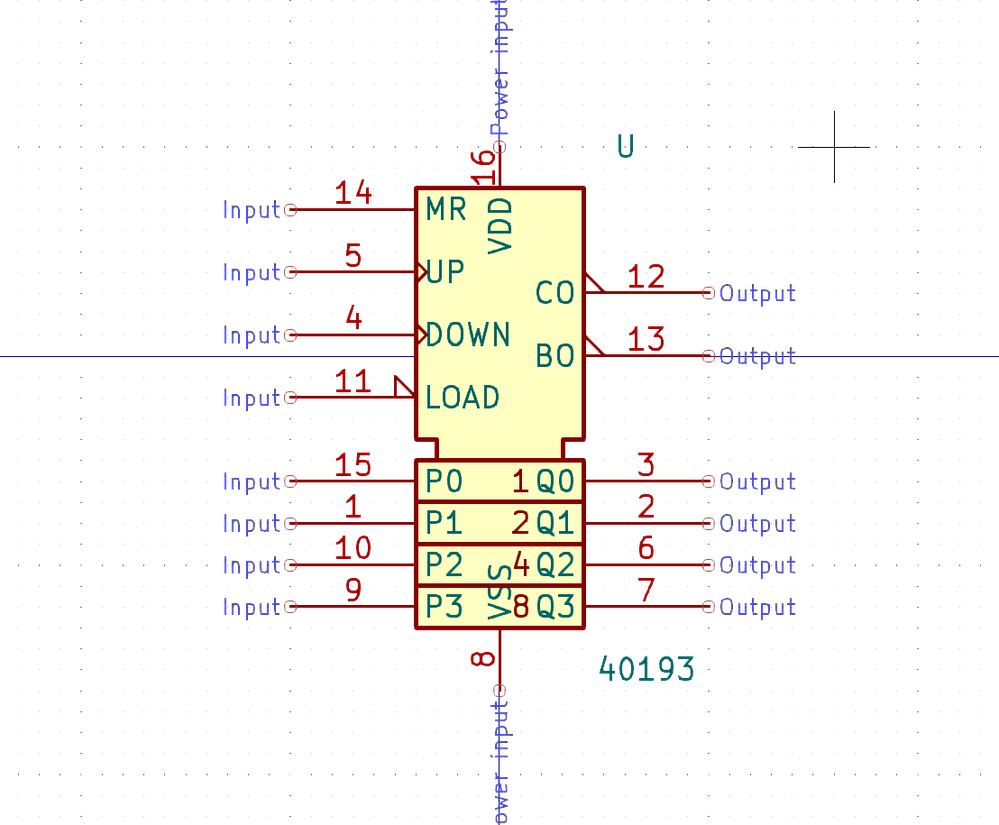 Power input
U
16
Input 14 MR
VDD
Input 5 UP
CO 12 Output
Input 4 DOWN
BO 13 Output
Input 11 LOAD
Input 15 P0 1 Q0 3 Output
Input 1 P1 2 Q1 2 Output
Input 10 P2 4 Q2 6 Output
VSS
Input 9 P3 8 Q3 7 Output
8
40193
ower input